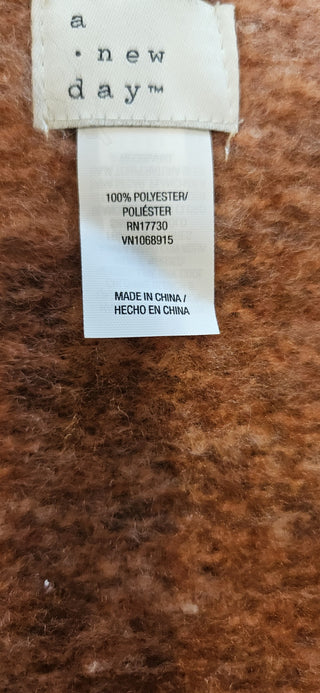 a
· new
day™
100% POLYESTER/
POLIÉSTER
RN17730
VN1068915
MADE IN CHINA /
HECHO EN CHINA